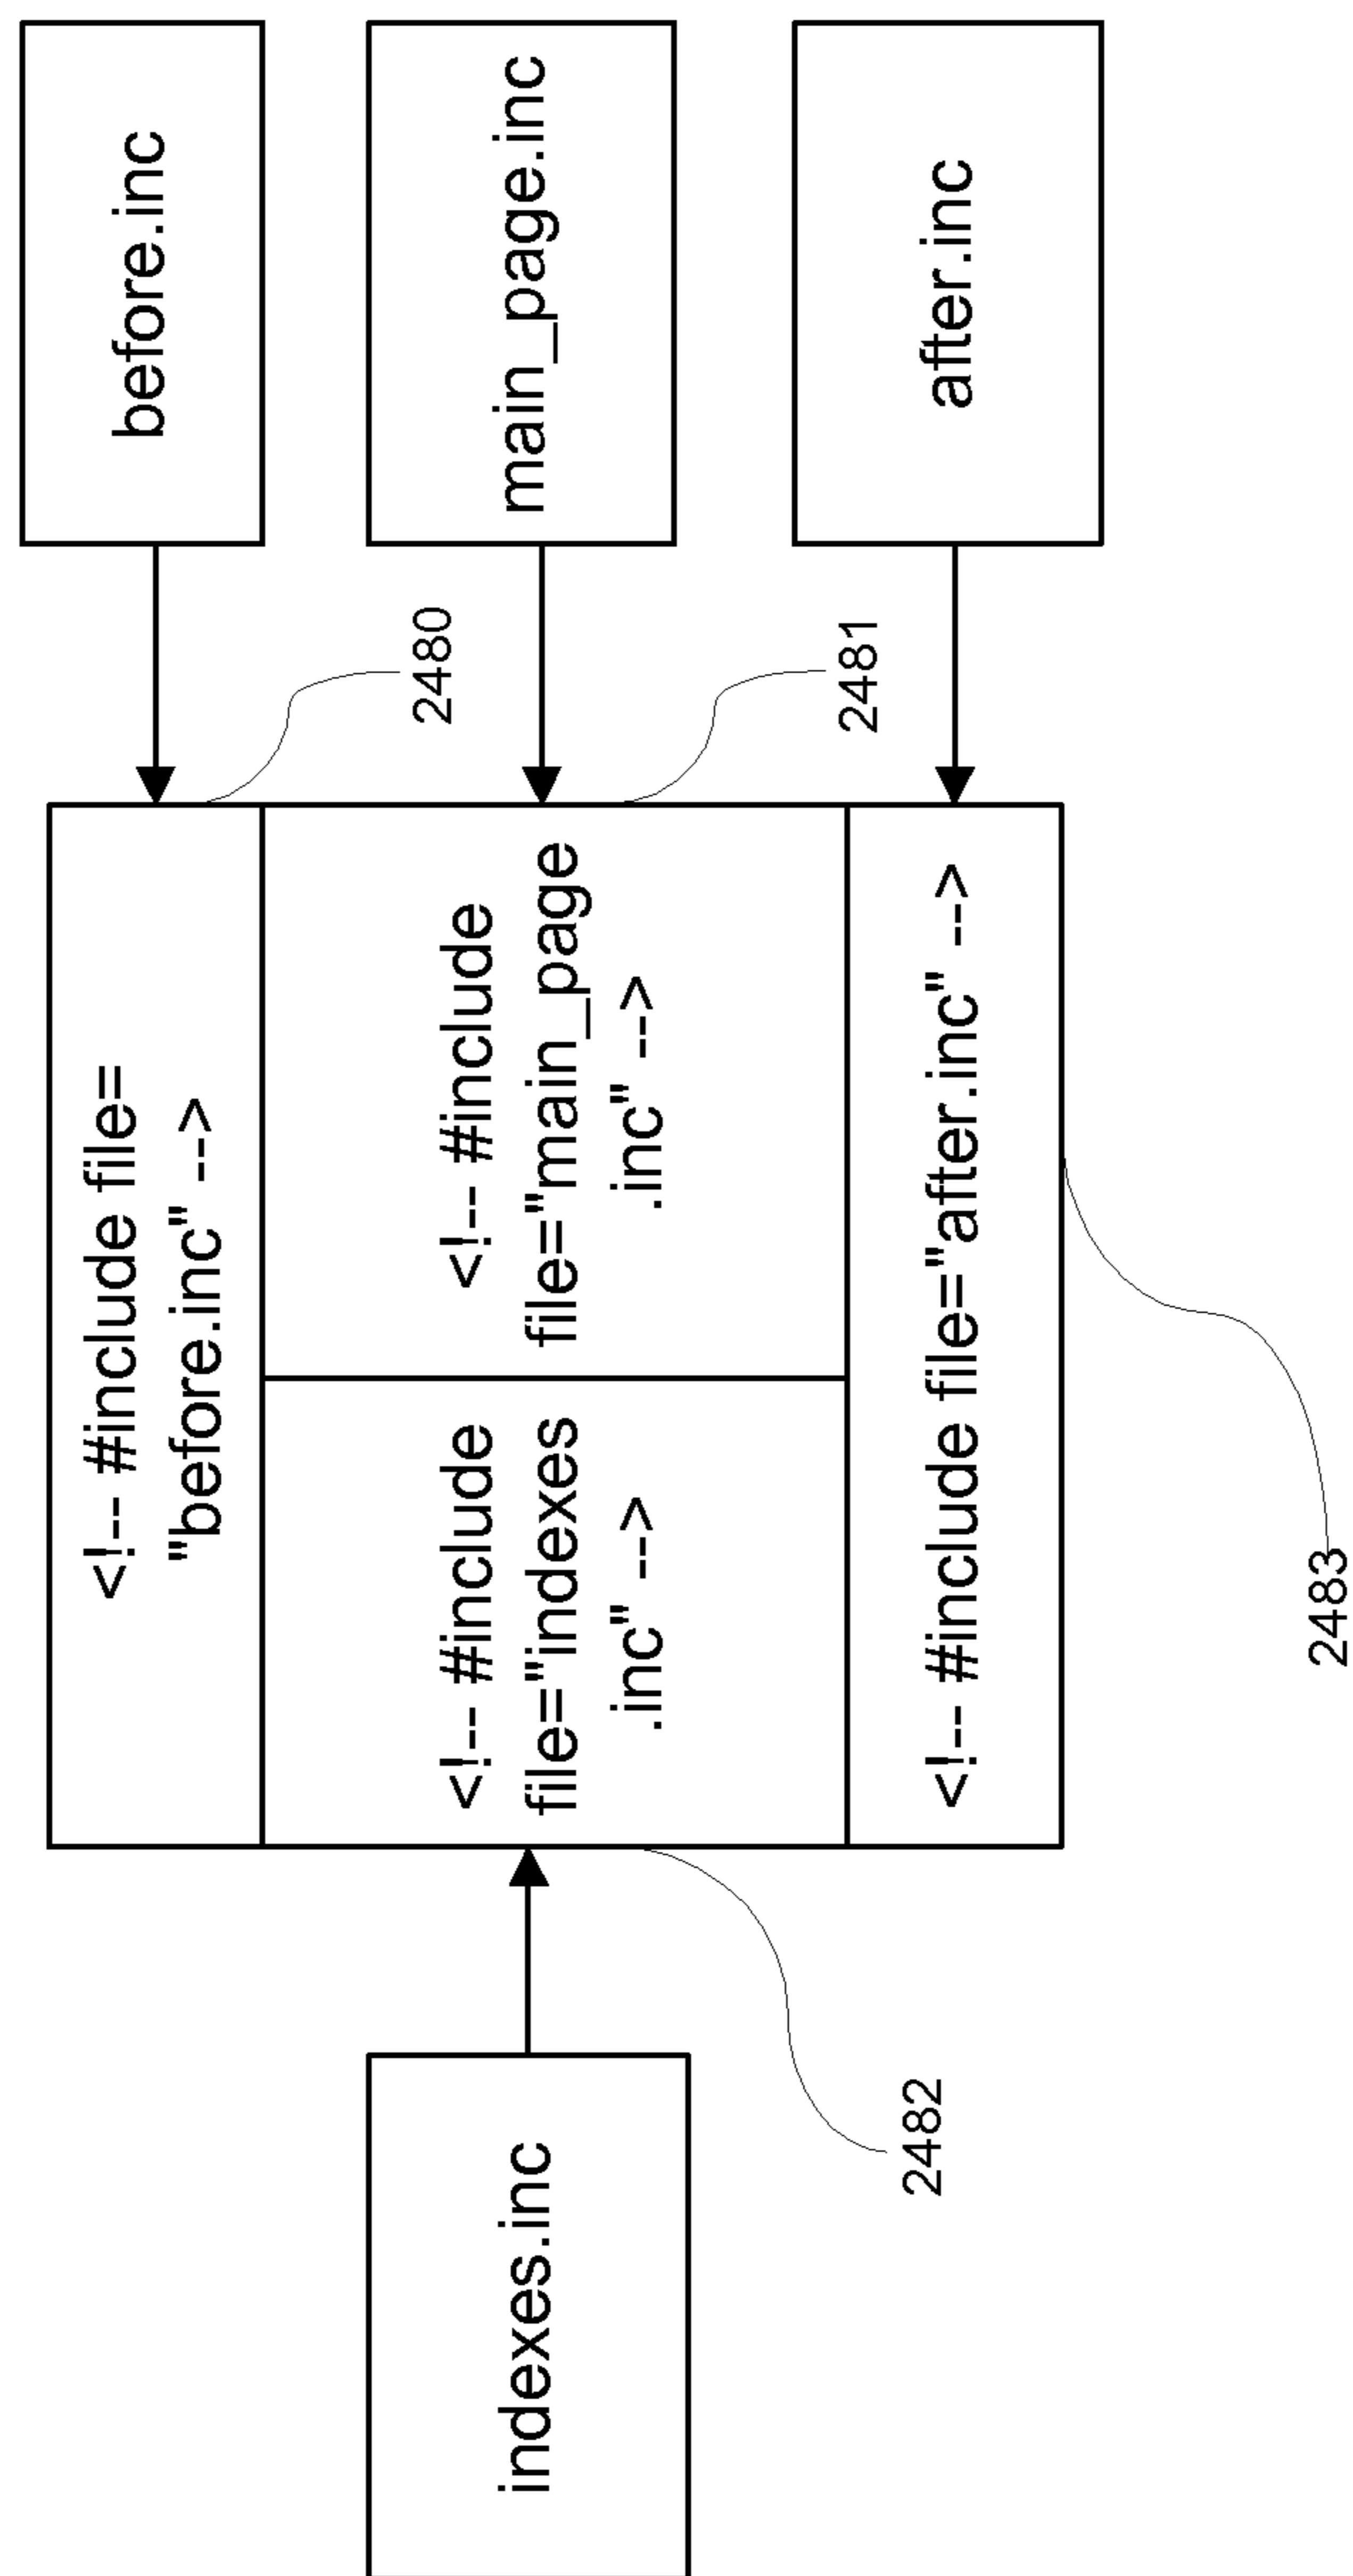 before.inc
<!-- #include file=
"before.inc" -->
2480
indexes.inc
<!-- #include
file="indexes
.inc" -->
<!-- #include
file="main_page
.inc" -->
main_page.inc
2481
2482
<!-- #include file="after.inc" -->
after.inc
2483